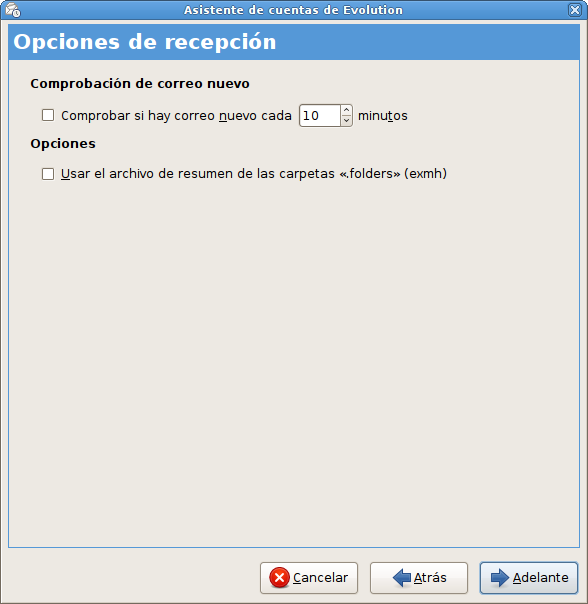 Asistente de cuentas de Evolution
Opciones de recepción
Comprobación de correo nuevo
Comprobar si hay correo nuevo cada 10 minutos
Opciones
Usar el archivo de resumen de las carpetas «.folders» (exmh)
Cancelar Atrás Adelante